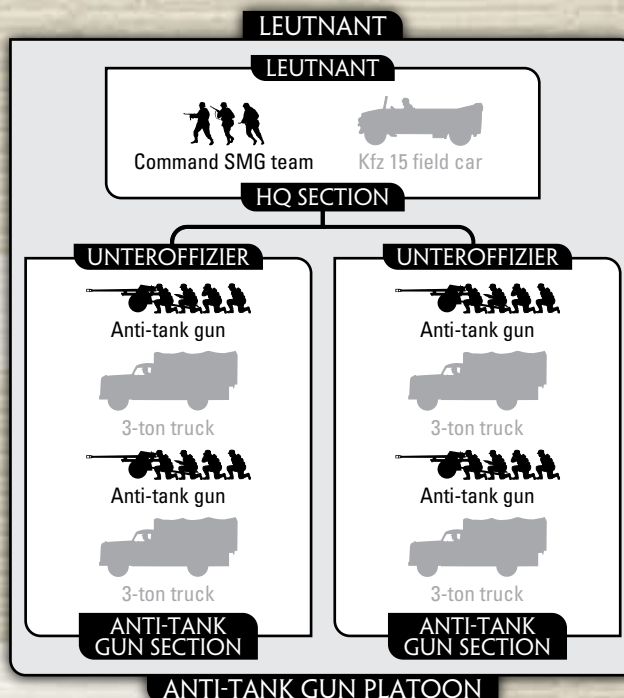 LEUTNANT
LEUTNANT
Command SMG team
Kfz 15 field car
HQ SECTION
UNTEROFFIZIER
Anti-tank gun
3-ton truck
Anti-tank gun
3-ton truck
ANTI-TANK
GUN SECTION
UNTEROFFIZIER
Anti-tank gun
3-ton truck
Anti-tank gun
3-ton truck
ANTI-TANK
GUN SECTION
ANTI-TANK GUN PLATOON